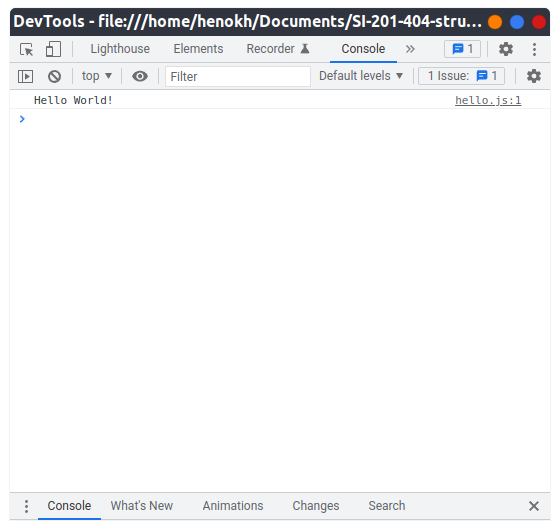 DevTools - file:///home/henokh/Documents/SI-201-404-stru...
Lighthouse Elements Recorder Console »
top ▼ Filter Default levels ▼ 1 Issue: 1
1
Hello World! hello.js:1
>
Console What's New Animations Changes Search